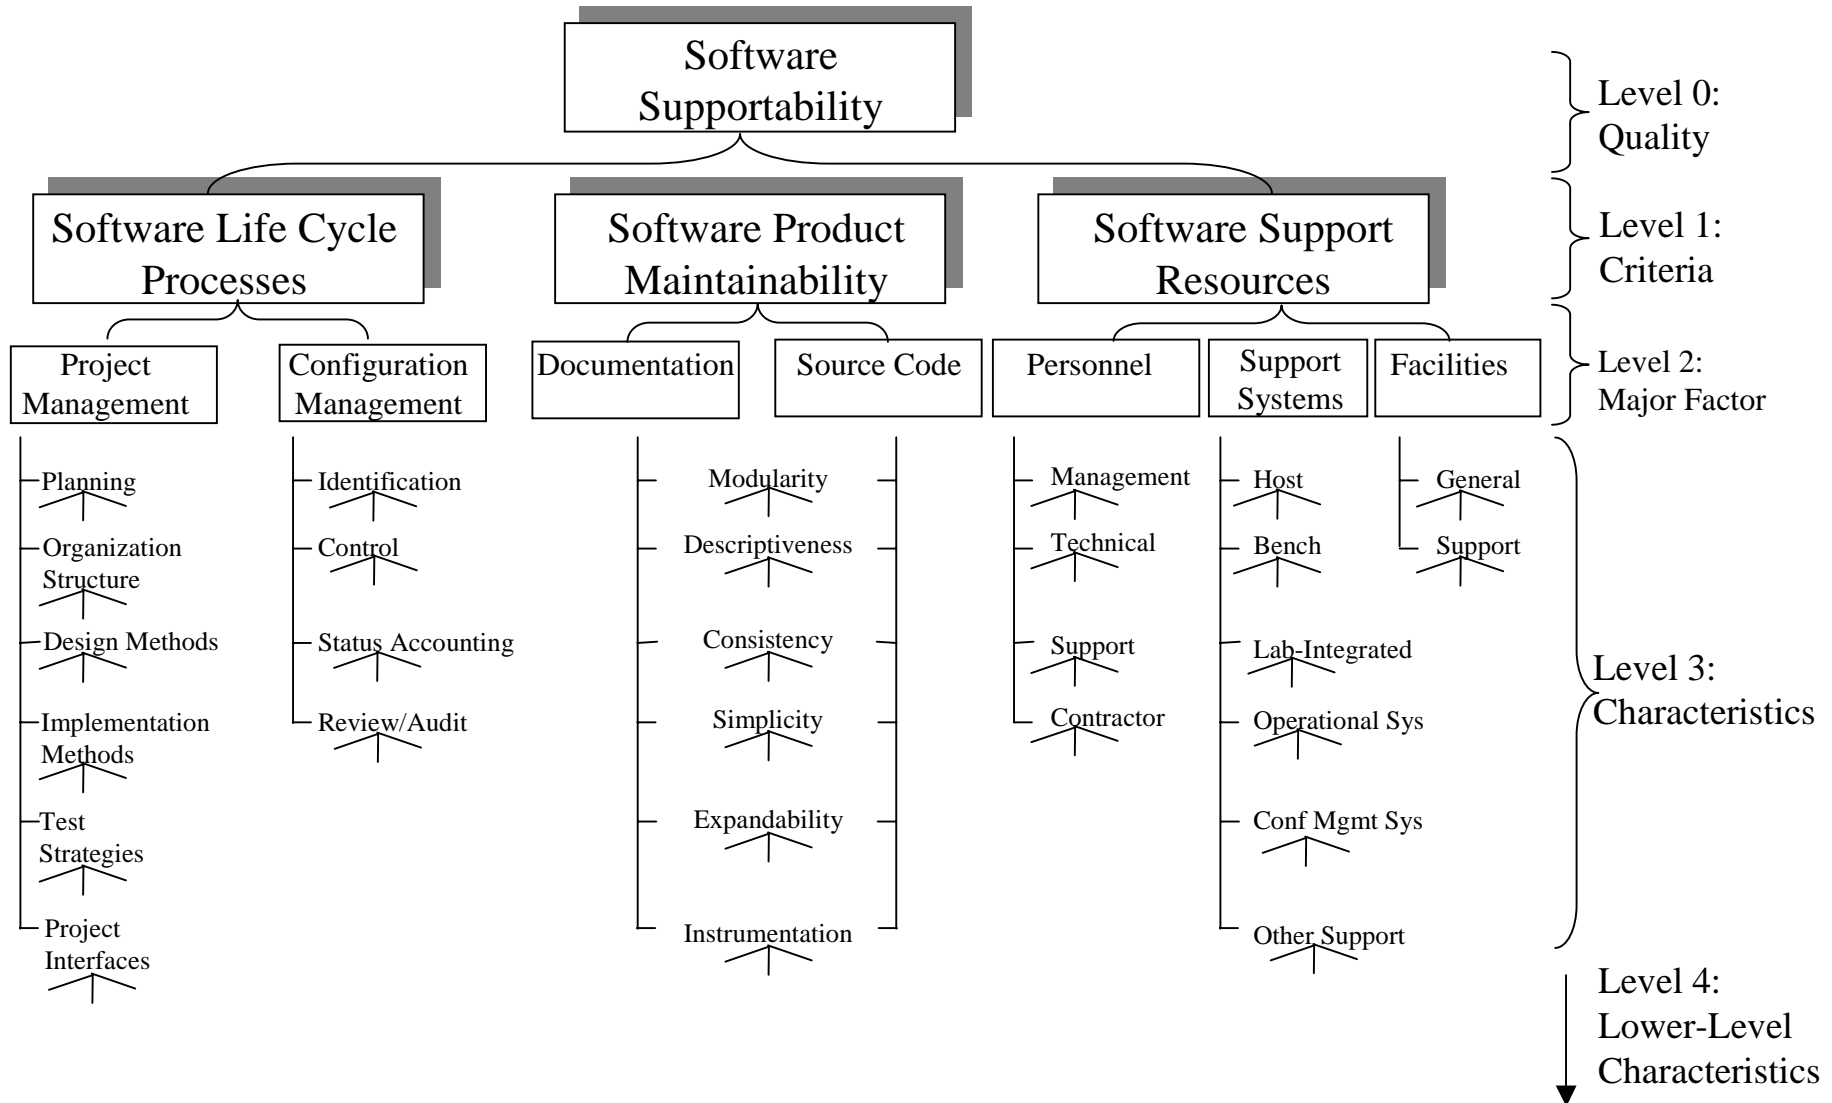 Software
Supportability
Level 0:
Quality
Software Life Cycle
Processes
Software Product
Maintainability
Software Support
Resources
Level 1:
Criteria
Project
Management
Configuration
Management
Documentation
Source Code
Personnel
Support
Systems
Facilities
Level 2:
Major Factor
Planning
Organization
Structure
Design Methods
Implementation
Methods
Test
Strategies
Project
Interfaces
Identification
Control
Status Accounting
Review/Audit
Modularity
Descriptiveness
Consistency
Simplicity
Expandability
Instrumentation
Management
Technical
Support
Contractor
Host
Bench
Lab-Integrated
Operational Sys
Conf Mgmt Sys
Other Support
General
Support
Level 3:
Characteristics
Level 4:
Lower-Level
Characteristics